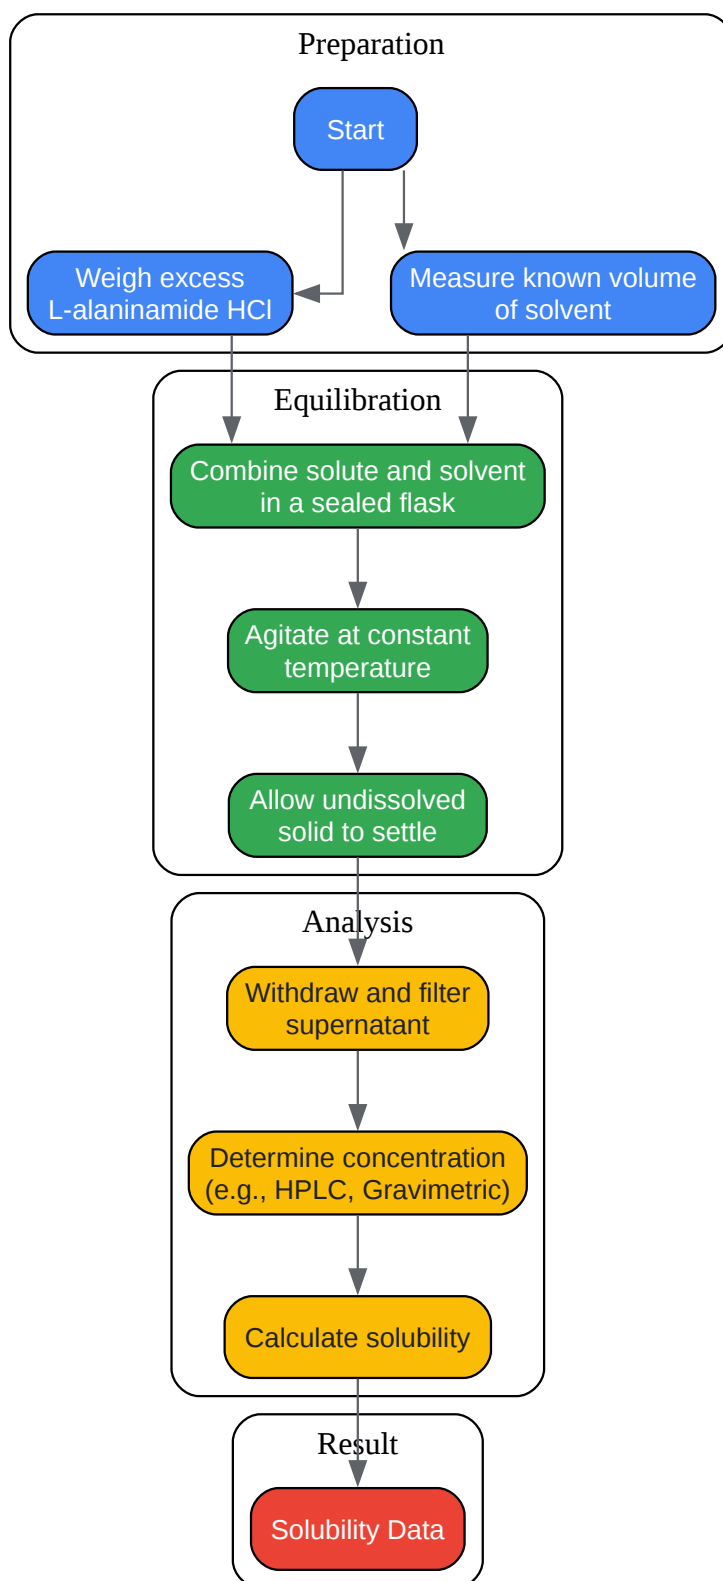 Preparation
Start
Weigh excess
L-alaninamide HCl
Measure known volume
of solvent
Equilibration
Combine solute and solvent
in a sealed flask
Agitate at constant
temperature
Allow undissolved
solid to settle
Analysis
Withdraw and filter
supernatant
Determine concentration
(e.g., HPLC, Gravimetric)
Calculate solubility
Result
Solubility Data